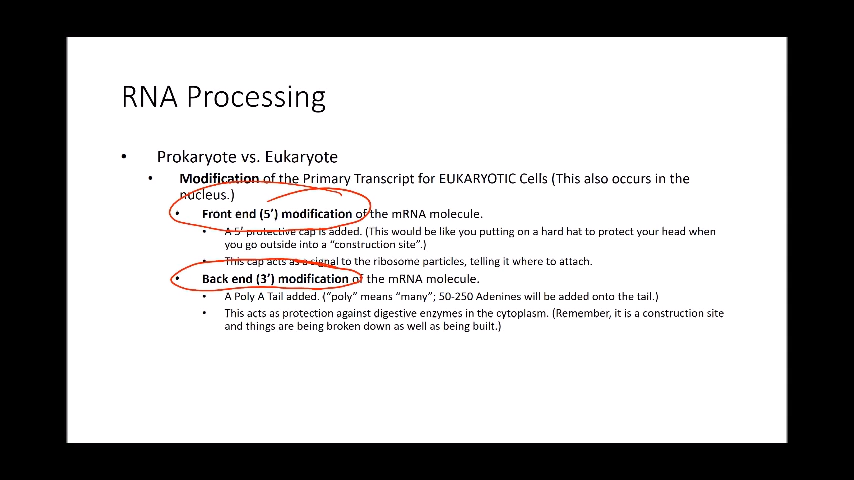 RNA Processing
• Prokaryote vs. Eukaryote
• Modification of the Primary Transcript for EUKARYOTIC Cells (This also occurs in the
nucleus.)
• Front end (5’) modification of the mRNA molecule.
• A 5’ protective cap is added. (This would be like you putting on a hard hat to protect your head when
you go outside into a “construction site”.)
• This cap acts as a signal to the ribosome particles, telling it where to attach.
• Back end (3’) modification of the mRNA molecule.
• A Poly A Tail added. (“poly” means “many”; 50-250 Adenines will be added onto the tail.)
• This acts as protection against digestive enzymes in the cytoplasm. (Remember, it is a construction site
and things are being broken down as well as being built.)